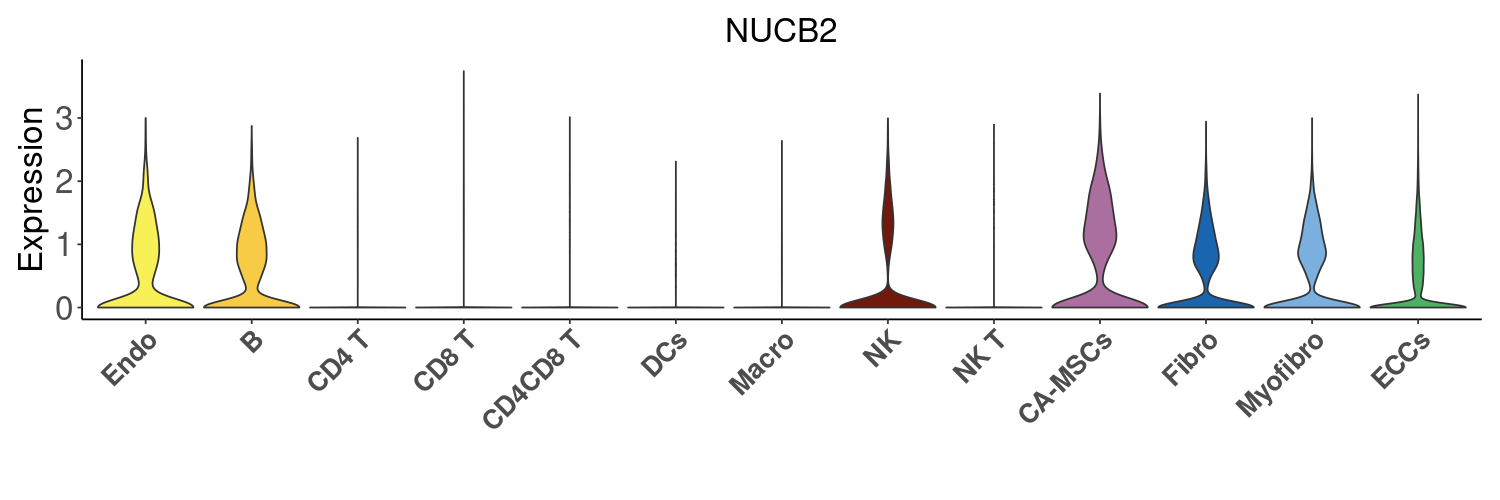 NUCB2
Expression
3
2
1
0
Endo
B
CD4 T
CD8 T
CD4CD8 T
DCs
Macro
NK
NK T
CA-MSCs
Fibro
Myofibro
ECCs